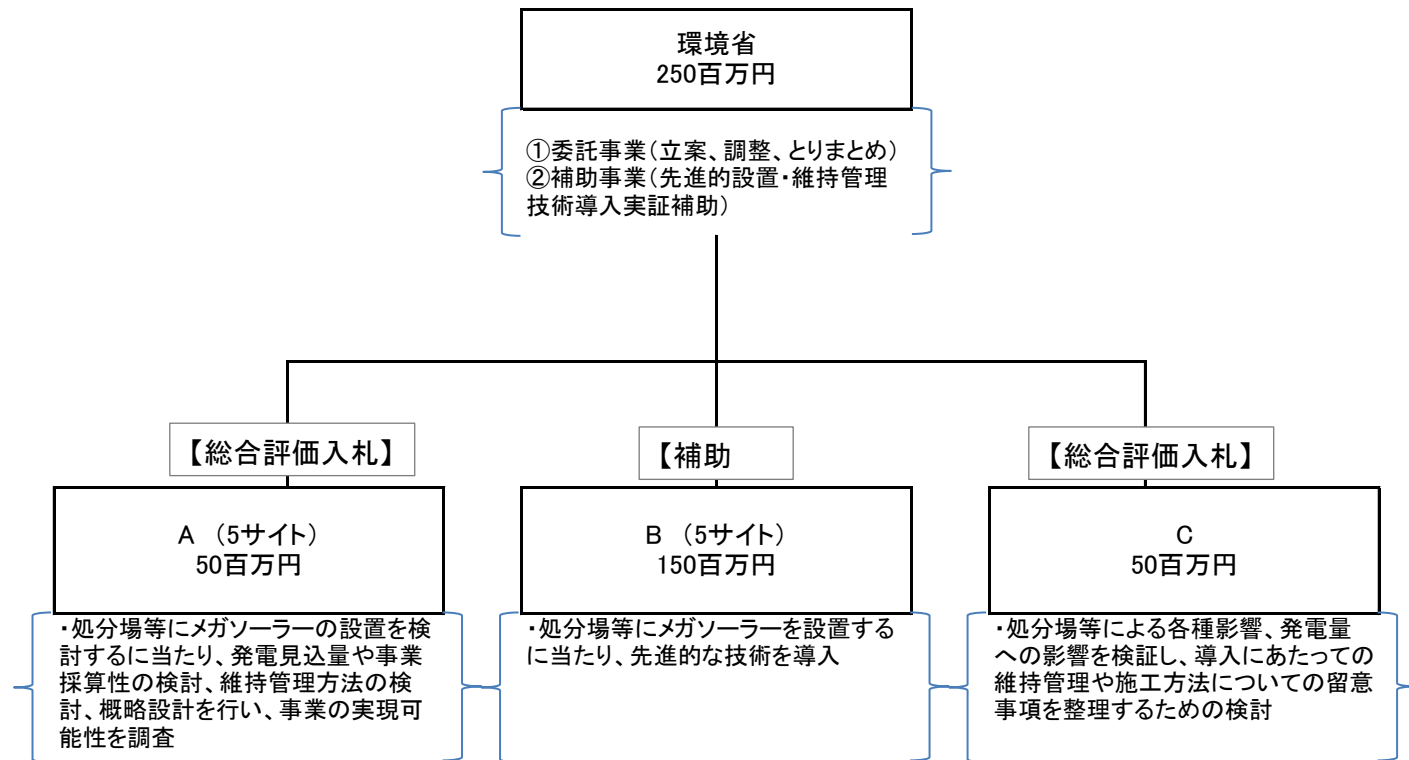 環境省
250百万円
①委託事業(立案、調整、とりまとめ)
②補助事業(先進的設置・維持管理
技術導入実証補助)
【総合評価入札】
【補助
【総合評価入札】
A （5サイト）
50百万円
・処分場等にメガソーラーの設置を検
討するに当たり、発電見込量や事業
採算性の検討、維持管理方法の検
討、概略設計を行い、事業の実現可
能性を調査
B （5サイト）
150百万円
・処分場等にメガソーラーを設置する
に当たり、先進的な技術を導入
C
50百万円
・処分場等による各種影響、発電量
への影響を検証し、導入にあたっての
維持管理や施工方法についての留意
事項を整理するための検討